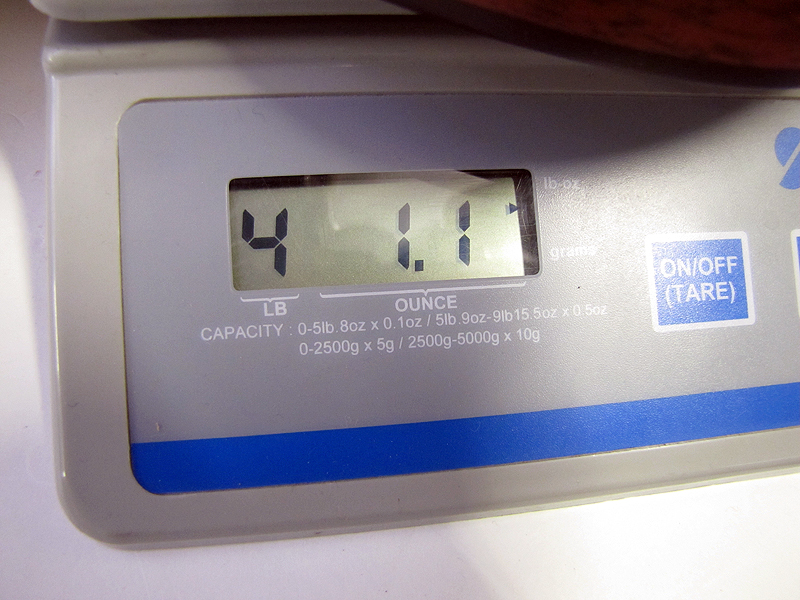 lb-oz
4 1.1
grams
ON/OFF
(TARE)
LB OUNCE
CAPACITY : 0-5lb.8oz x 0.1oz / 5lb.9oz-9lb15.5oz x 0.5oz
0-2500g x 5g / 2500g-5000g x 10g